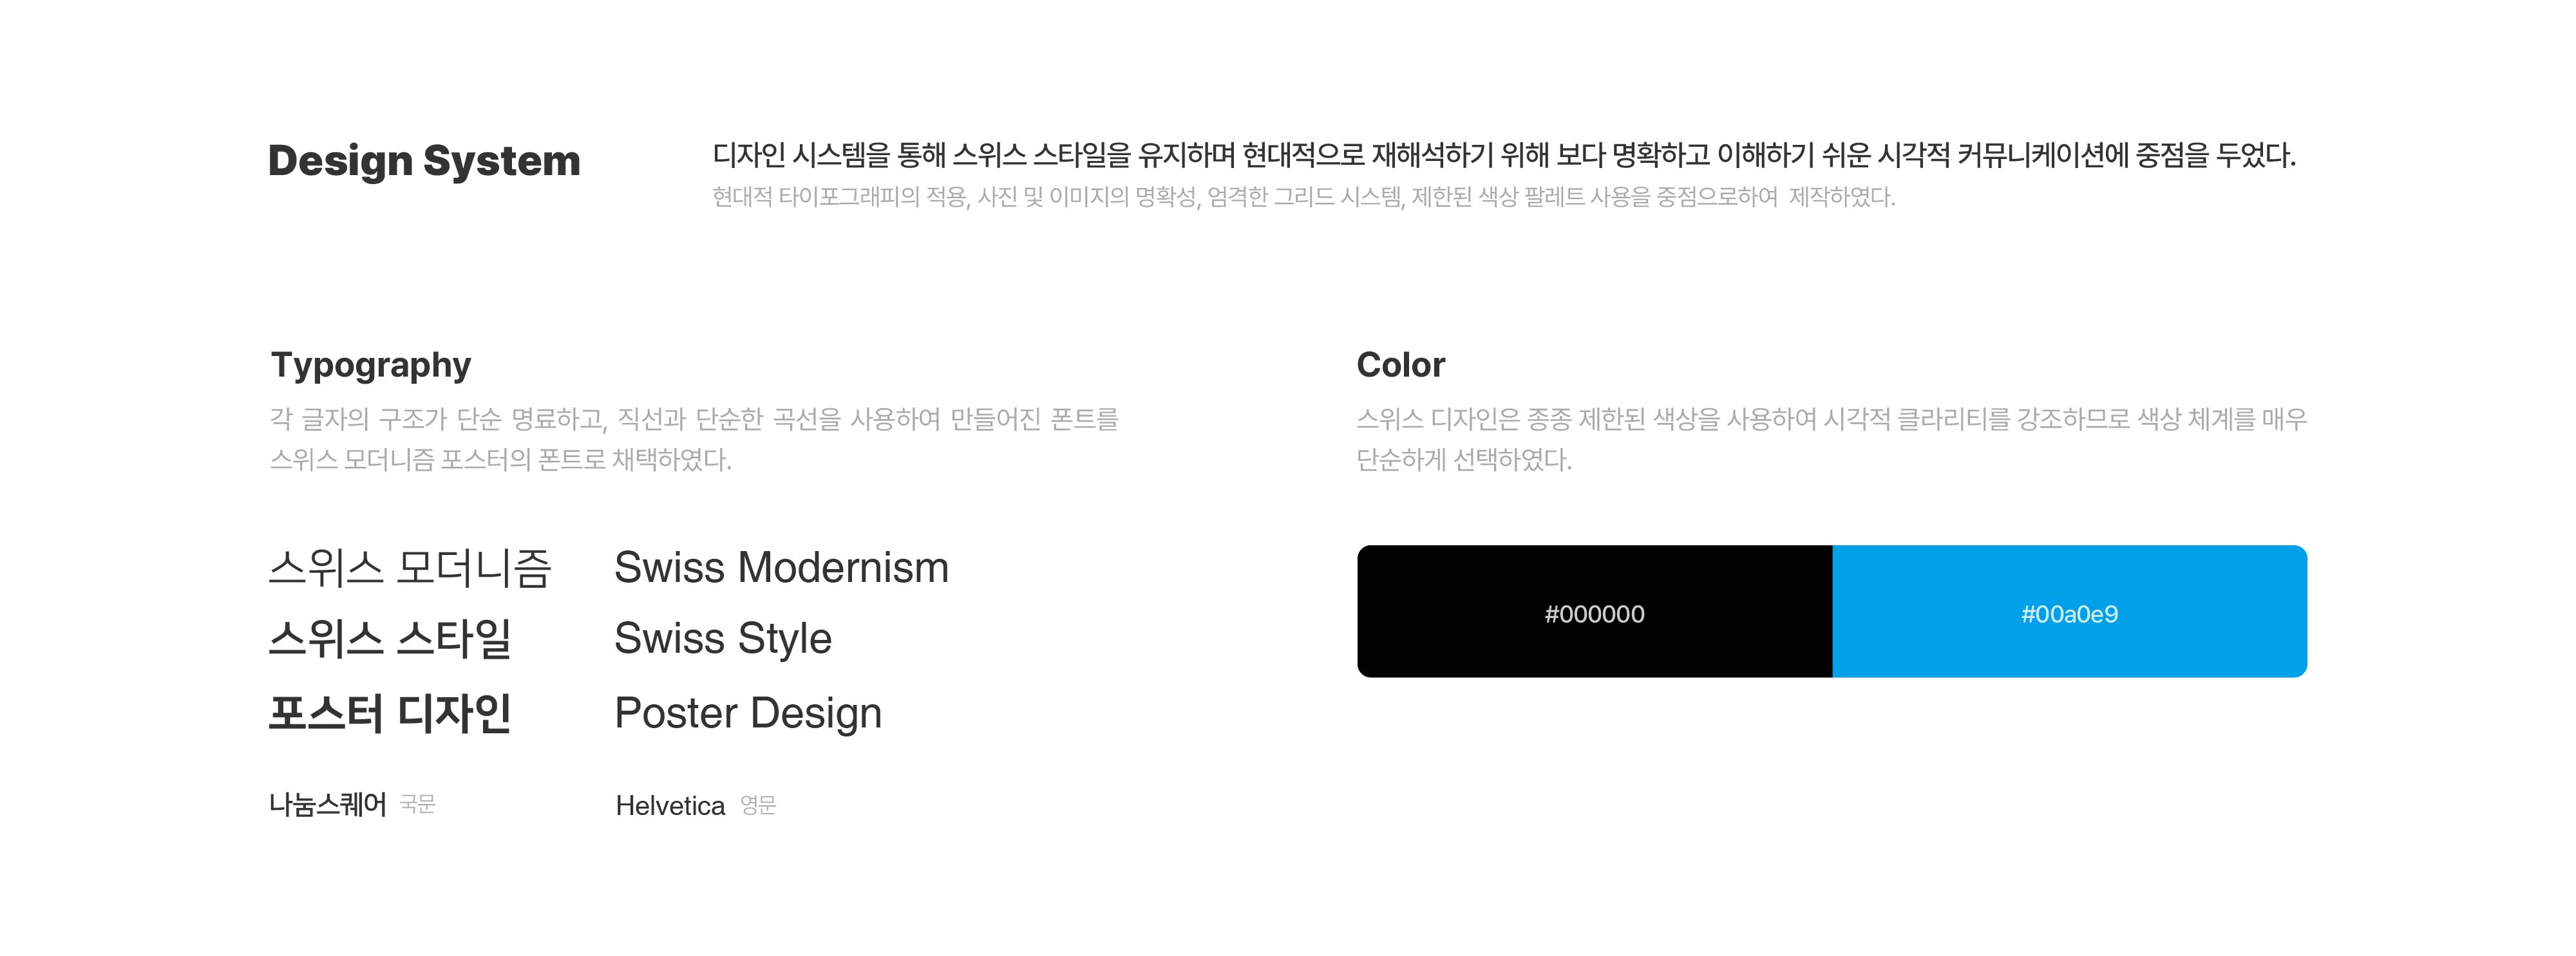 Design System
디자인 시스템을 통해 스위스 스타일을 유지하며 현대적으로 재해석하기 위해 보다 명확하고 이해하기 쉬운 시각적 커뮤니케이션에 중점을 두었다.
현대적 타이포그래피의 적용, 사진 및 이미지의 명확성, 엄격한 그리드 시스템, 제한된 색상 팔레트 사용을 중점으로하여 제작하였다.
Typography
각 글자의 구조가 단순 명료하고, 직선과 단순한 곡선을 사용하여 만들어진 폰트를
스위스 모더니즘 포스터의 폰트로 채택하였다.
스위스 모더니즘
스위스 스타일
포스터 디자인
나눔스퀘어 국문
Swiss Modernism
Swiss Style
Poster Design
Helvetica 영문
Color
스위스 디자인은 종종 제한된 색상을 사용하여 시각적 클라리티를 강조하므로 색상 체계를 매우
단순하게 선택하였다.
#000000
#00a0e9